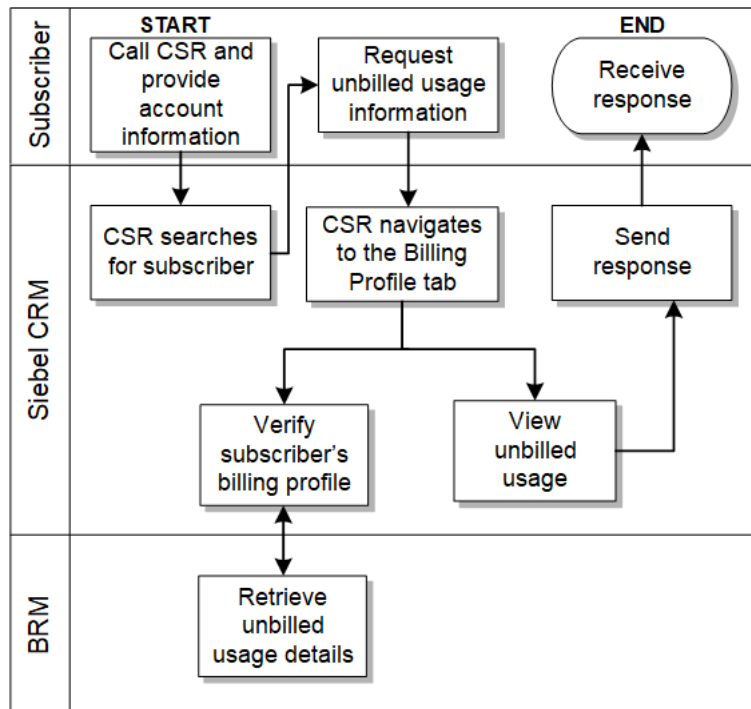 Subscriber
START
Call CSR and
provide
account
information
Request
unbilled usage
information
END
Receive
response
Siebel CRM
CSR searches
for subscriber
CSR navigates
to the Billing
Profile tab
Send
response
Verify
subscriber's
billing profile
View
unbilled
usage
BRM
Retrieve
unbilled
usage details